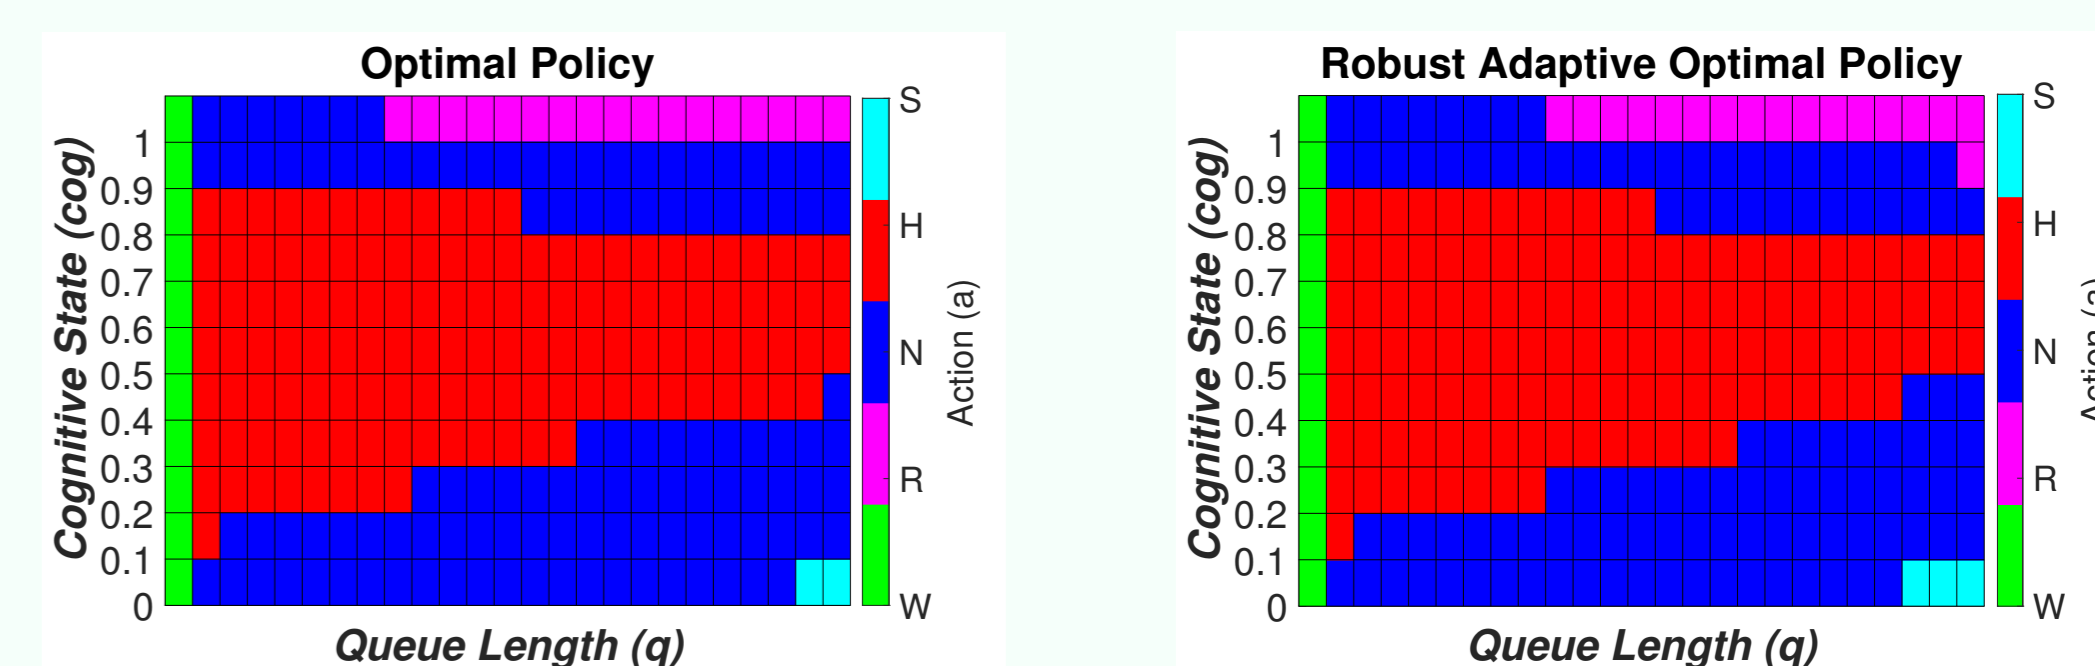 Optimal Policy
Cognitive State (cog)
1
0.9
0.8
0.7
0.6
0.5
0.4
0.3
0.2
0.1
0
Queue Length (q)
S
H
N
R
W
Action (a)
Robust Adaptive Optimal Policy
Cognitive State (cog)
1
0.9
0.8
0.7
0.6
0.5
0.4
0.3
0.2
0.1
0
Queue Length (q)
S
H
N
R
W
Action (a)